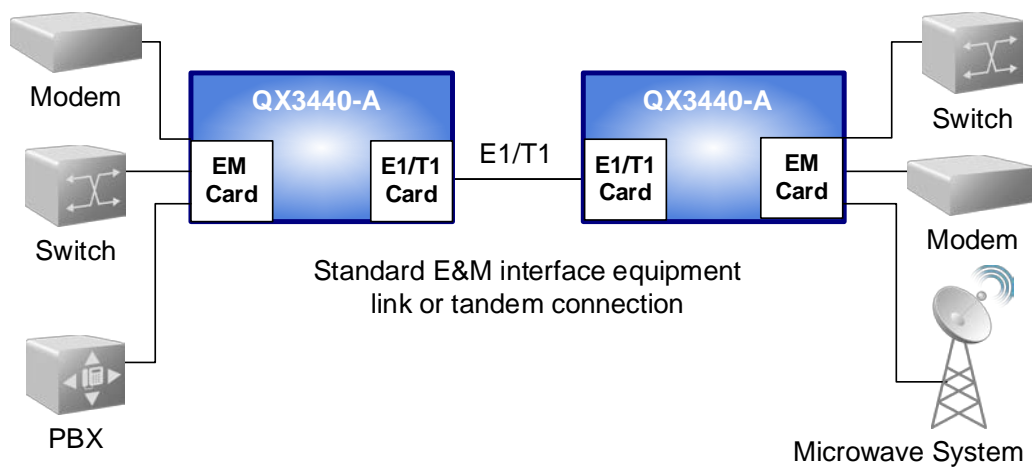 Modem
Switch
PBX
QX3440-A
EM
Card
E1/T1
Card
E1/T1
QX3440-A
E1/T1
Card
EM
Card
Switch
Modem
Microwave System
Standard E&M interface equipment
link or tandem connection